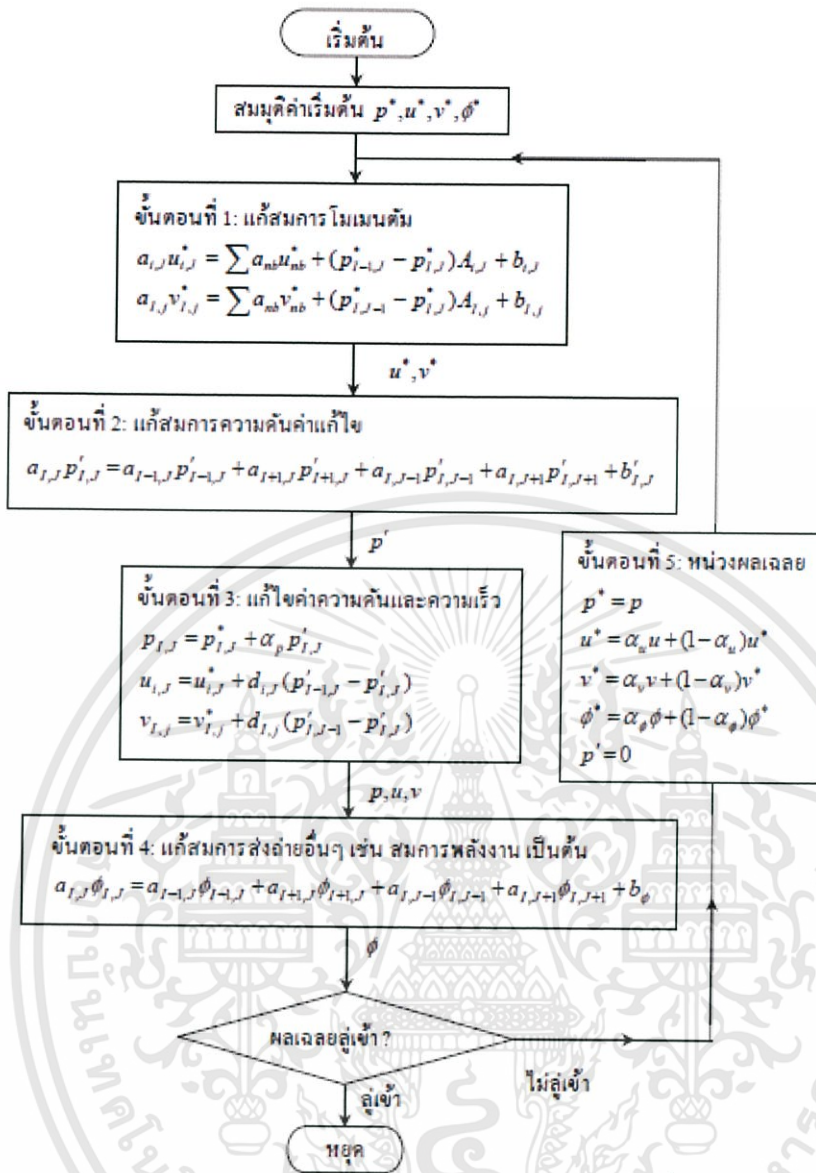 เริ่มต้น
สมมุติค่าเริ่มต้น p*, u*, v*, ϕ*
ขั้นตอนที่ 1: แก้สมการโมเมนตัม
a_{i,J} u*_{i,J} = ∑ a_{nb} u*_{nb} + (p*_{I-1,J} − p*_{I,J}) A_{i,J} + b_{i,J}
a_{I,j} v*_{I,j} = ∑ a_{nb} v*_{nb} + (p*_{I,J-1} − p*_{I,J}) A_{I,j} + b_{I,j}
u*, v*
ขั้นตอนที่ 2: แก้สมการความดันค่าแก้ไข
a_{I,J} p'_{I,J} = a_{I-1,J} p'_{I-1,J} + a_{I+1,J} p'_{I+1,J} + a_{I,J-1} p'_{I,J-1} + a_{I,J+1} p'_{I,J+1} + b'_{I,J}
p'
ขั้นตอนที่ 3: แก้ไขค่าความดันและความเร็ว
p_{I,J} = p*_{I,J} + α_p p'_{I,J}
u_{i,J} = u*_{i,J} + d_{i,J} (p'_{I-1,J} − p'_{I,J})
v_{I,j} = v*_{I,j} + d_{I,j} (p'_{I,J-1} − p'_{I,J})
p, u, v
ขั้นตอนที่ 4: แก้สมการส่งถ่ายอื่นๆ เช่น สมการพลังงาน เป็นต้น
a_{I,J} ϕ_{I,J} = a_{I-1,J} ϕ_{I-1,J} + a_{I+1,J} ϕ_{I+1,J} + a_{I,J-1} ϕ_{I,J-1} + a_{I,J+1} ϕ_{I,J+1} + b_ϕ
ϕ
ผลเฉลยลู่เข้า ?
ไม่ลู่เข้า
ลู่เข้า
หยุด
ขั้นตอนที่ 5: หน่วงผลเฉลย
p* = p
u* = α_u u + (1 − α_u) u*
v* = α_v v + (1 − α_v) v*
ϕ* = α_ϕ ϕ + (1 − α_ϕ) ϕ*
p' = 0